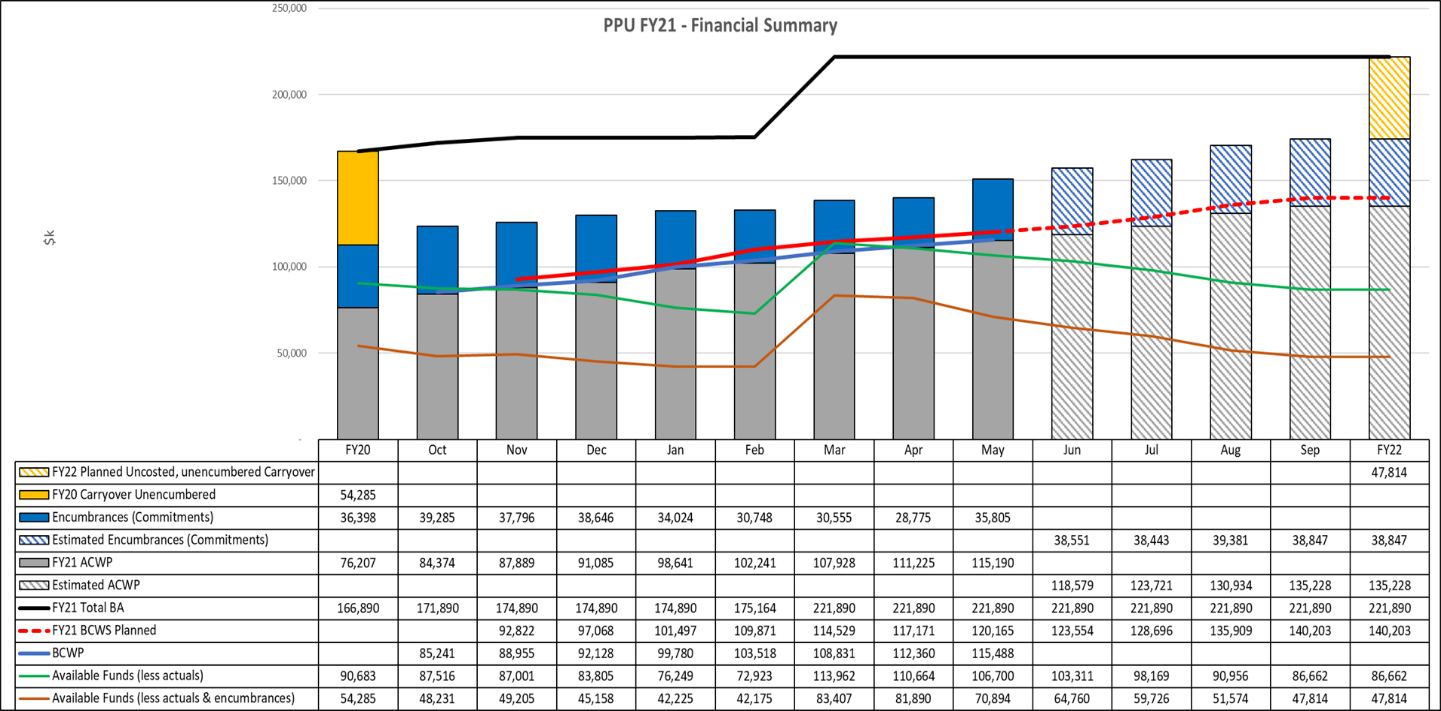 PPU FY21 - Financial Summary
250,000
200,000
150,000
100,000
50,000
-
$k
FY20 Oct Nov Dec Jan Feb Mar Apr May Jun Jul Aug Sep FY22
FY22 Planned Uncosted, unencumbered Carryover 47,814
FY20 Carryover Unencumbered 54,285
Encumbrances (Commitments) 36,398 39,285 37,796 38,646 34,024 30,748 30,555 28,775 35,805
Estimated Encumbrances (Commitments) 38,551 38,443 39,381 38,847 38,847
FY21 ACWP 76,207 84,374 87,889 91,085 98,641 102,241 107,928 111,225 115,190
Estimated ACWP 118,579 123,721 130,934 135,228 135,228
FY21 Total BA 166,890 171,890 174,890 174,890 174,890 175,164 221,890 221,890 221,890 221,890 221,890 221,890 221,890 221,890
FY21 BCWS Planned 92,822 97,068 101,497 109,871 114,529 117,171 120,165 123,554 128,696 135,909 140,203 140,203
BCWP 85,241 88,955 92,128 99,780 103,518 108,831 112,360 115,488
Available Funds (less actuals) 90,683 87,516 87,001 83,805 76,249 72,923 113,962 110,664 106,700 103,311 98,169 90,956 86,662 86,662
Available Funds (less actuals & encumbrances) 54,285 48,231 49,205 45,158 42,225 42,175 83,407 81,890 70,894 64,760 59,726 51,574 47,814 47,814